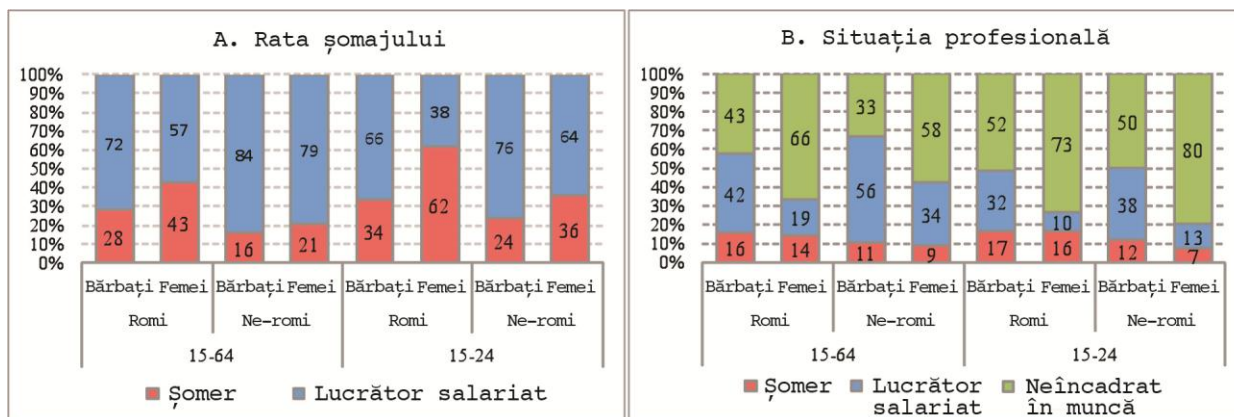 A. Rata șomajului
100%
90%
80%
70%
60%
50%
40%
30%
20%
10%
0%
72 57 84 79 66 38 76 64
28 43 16 21 34 62 24 36
Bărbați Femei Bărbați Femei Bărbați Femei Bărbați Femei
Romi Ne-romi Romi Ne-romi
15-64 15-24
Șomer Lucrător salariat
B. Situația profesională
100%
90%
80%
70%
60%
50%
40%
30%
20%
10%
0%
43 66 33 58 52 73 50 80
42 19 56 34 32 10 38 13
16 14 11 9 17 16 12 7
Bărbați Femei Bărbați Femei Bărbați Femei Bărbați Femei
Romi Ne-romi Romi Ne-romi
15-64 15-24
Șomer Lucrător salariat Neîncadrat în muncă